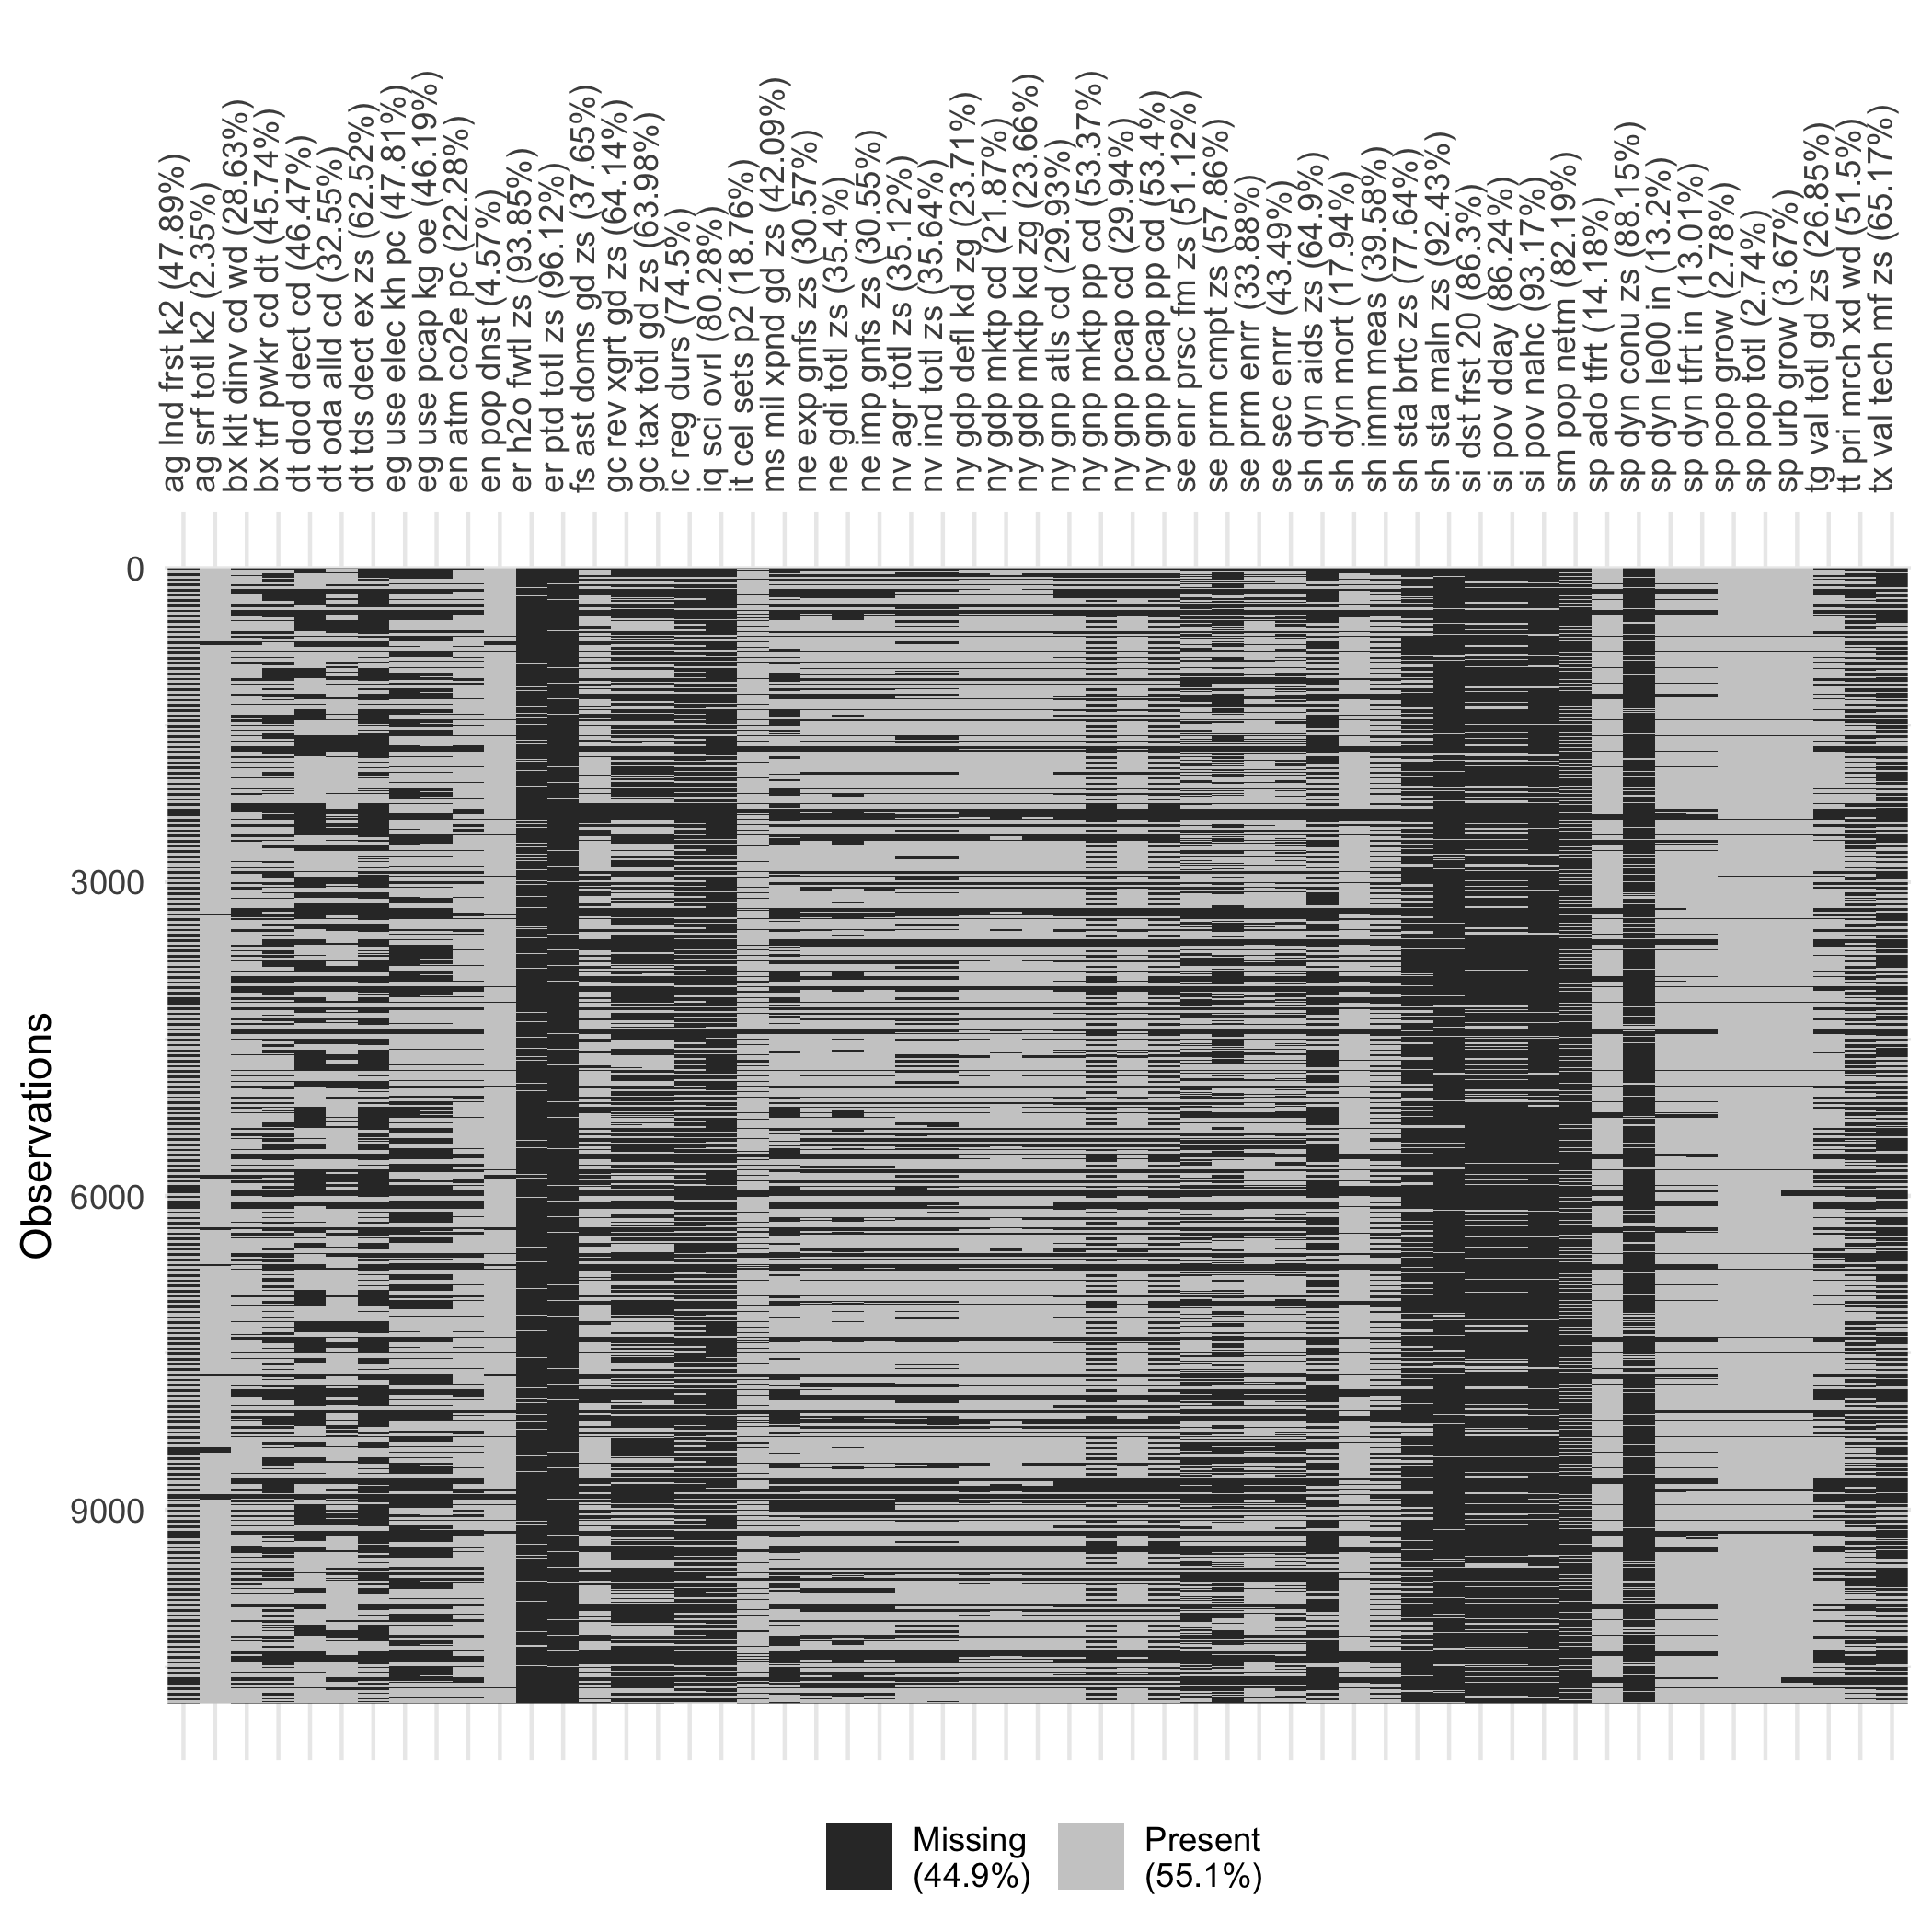 ag lnd frst k2 (47.89%)
ag srf totl k2 (2.35%)
bx klt dinv cd wd (28.63%)
bx trf pwkr cd dt (45.74%)
dt dod dect cd (46.47%)
dt oda alld cd (32.55%)
dt tds dect ex zs (62.52%)
eg use elec kh pc (47.81%)
eg use pcap kg oe (46.19%)
en atm co2e pc (22.28%)
en pop dnst (4.57%)
er h2o fwtl zs (93.85%)
er ptd totl zs (96.12%)
fs ast doms gd zs (37.65%)
gc rev xgrt gd zs (64.14%)
gc tax totl gd zs (63.98%)
ic reg durs (74.5%)
iq sci ovrl (80.28%)
it cel sets p2 (18.76%)
ms mil xpnd gd zs (42.09%)
ne exp gnfs zs (30.57%)
ne gdi totl zs (35.4%)
ne imp gnfs zs (30.55%)
nv agr totl zs (35.12%)
nv ind totl zs (35.64%)
ny gdp defl kd zg (23.71%)
ny gdp mktp cd (21.87%)
ny gdp mktp kd zg (23.66%)
ny gnp atls cd (29.93%)
ny gnp mktp pp cd (53.37%)
ny gnp pcap cd (29.94%)
ny gnp pcap pp cd (53.4%)
se enr prsc fm zs (51.12%)
se prm cmpt zs (57.86%)
se prm enrr (33.88%)
se sec enrr (43.49%)
sh dyn aids zs (64.9%)
sh dyn mort (17.94%)
sh imm meas (39.58%)
sh sta brtc zs (77.64%)
sh sta maln zs (92.43%)
si dst frst 20 (86.3%)
si pov dday (86.24%)
si pov nahc (93.17%)
sm pop netm (82.19%)
sp ado tfrt (14.18%)
sp dyn conu zs (88.15%)
sp dyn le00 in (13.2%)
sp dyn tfrt in (13.01%)
sp pop grow (2.78%)
sp pop totl (2.74%)
sp urb grow (3.67%)
tg val totl gd zs (26.85%)
tt pri mrch xd wd (51.5%)
tx val tech mf zs (65.17%)
0
3000
6000
9000
Observations
Missing
(44.9%)
Present
(55.1%)